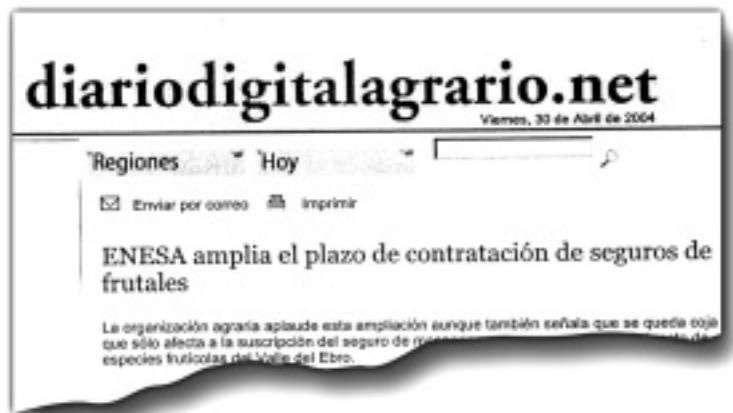 diariodigitalagrario.net
Viernes, 30 de Abril de 2004
Regiones Hoy
Enviar por correo Imprimir
ENESA amplia el plazo de contratación de seguros de
frutales
La organización agraria aplaude esta ampliación aunque también señala que se queda coja
que sólo afecta a la suscripción del seguro de
especies frutícolas del Valle del Ebro.